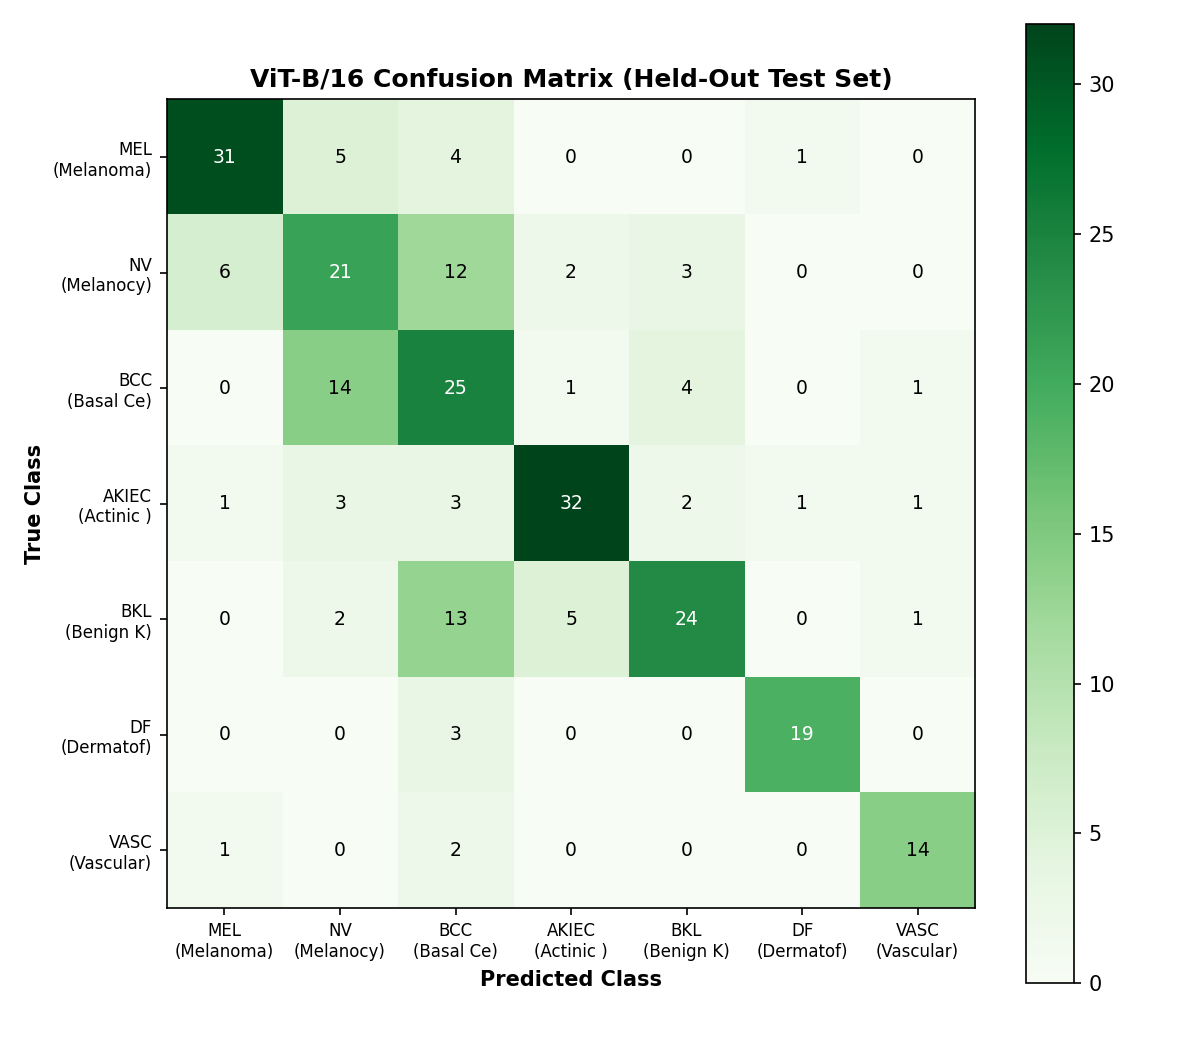 ViT-B/16 Confusion Matrix (Held-Out Test Set)
MEL
(Melanoma)
31 5 4 0 0 1 0
NV
(Melanocy)
6 21 12 2 3 0 0
BCC
(Basal Ce)
0 14 25 1 4 0 1
AKIEC
(Actinic )
1 3 3 32 2 1 1
BKL
(Benign K)
0 2 13 5 24 0 1
DF
(Dermatof)
0 0 3 0 0 19 0
VASC
(Vascular)
1 0 2 0 0 0 14
True Class
MEL NV BCC AKIEC BKL DF VASC
(Melanoma) (Melanocy) (Basal Ce) (Actinic ) (Benign K) (Dermatof) (Vascular)
Predicted Class
30
25
20
15
10
5
0